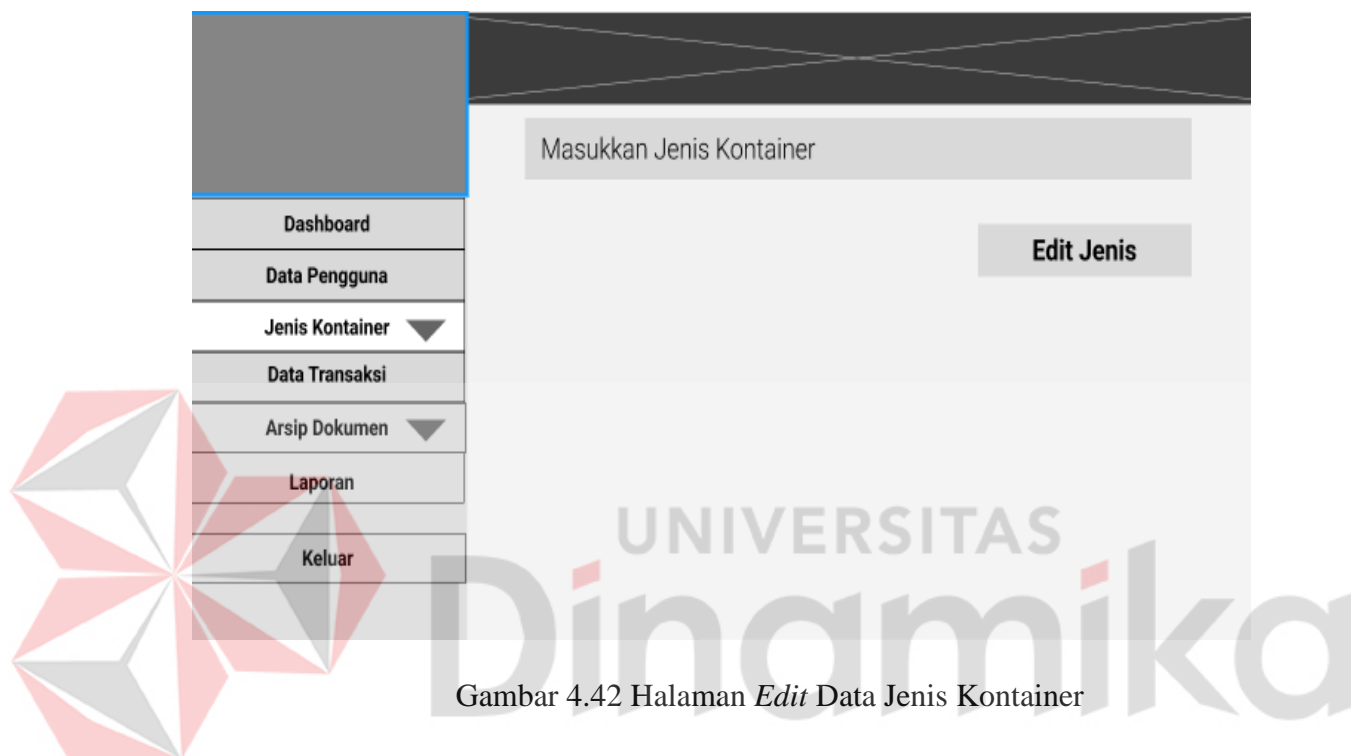 Masukkan Jenis Kontainer
Edit Jenis
Dashboard
Data Pengguna
Jenis Kontainer
Data Transaksi
Arsip Dokumen
Laporan
Keluar
UNIVERSITAS
Dinamika
Gambar 4.42 Halaman Edit Data Jenis Kontainer